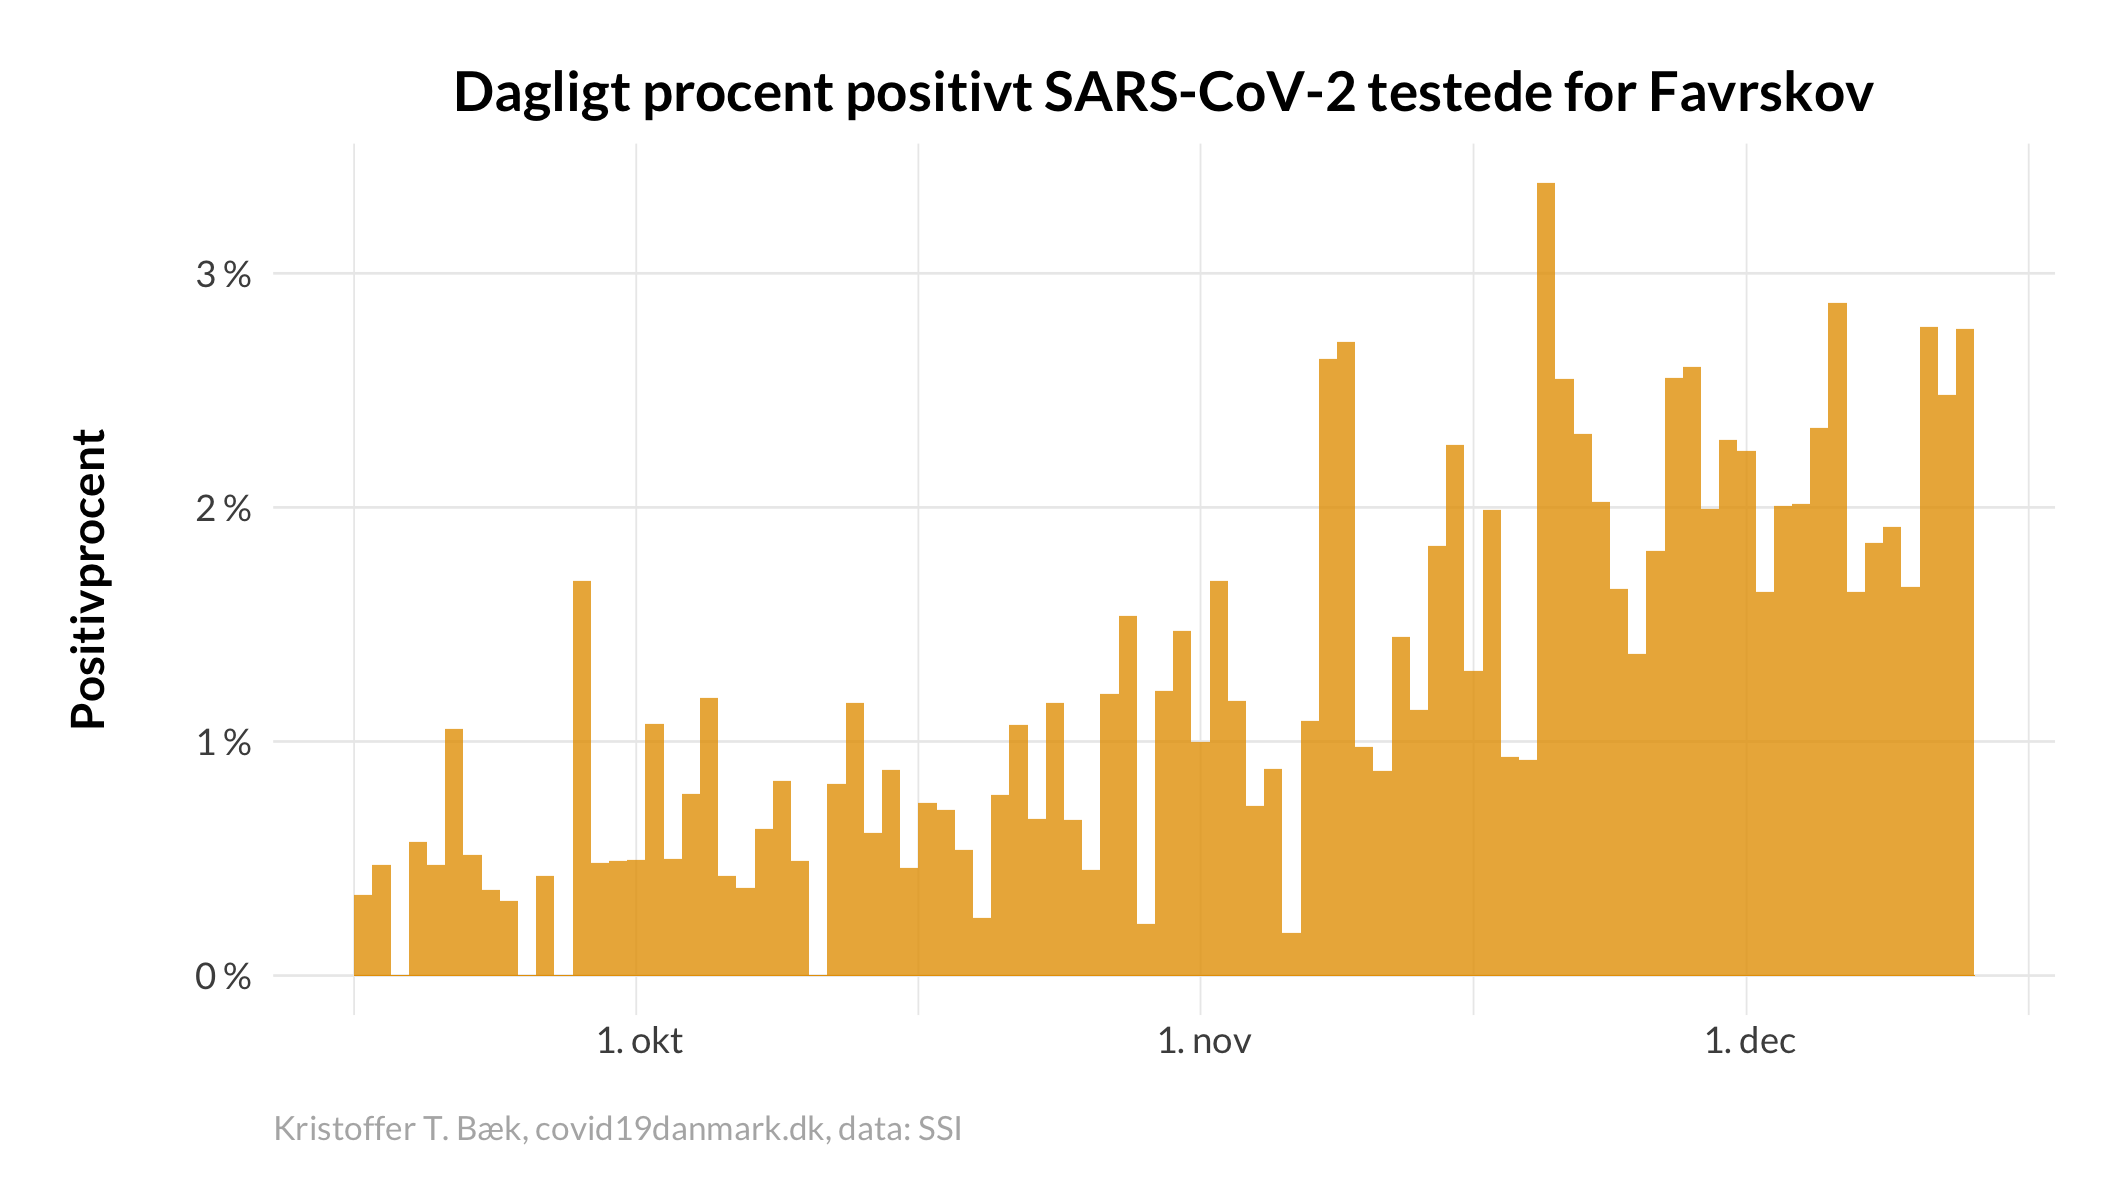 Dagligt procent positivt SARS-CoV-2 testede for Favrskov
Positivprocent
3 %
2 %
1 %
0 %
1. okt
1. nov
1. dec
Kristoffer T. Bæk, covid19danmark.dk, data: SSI